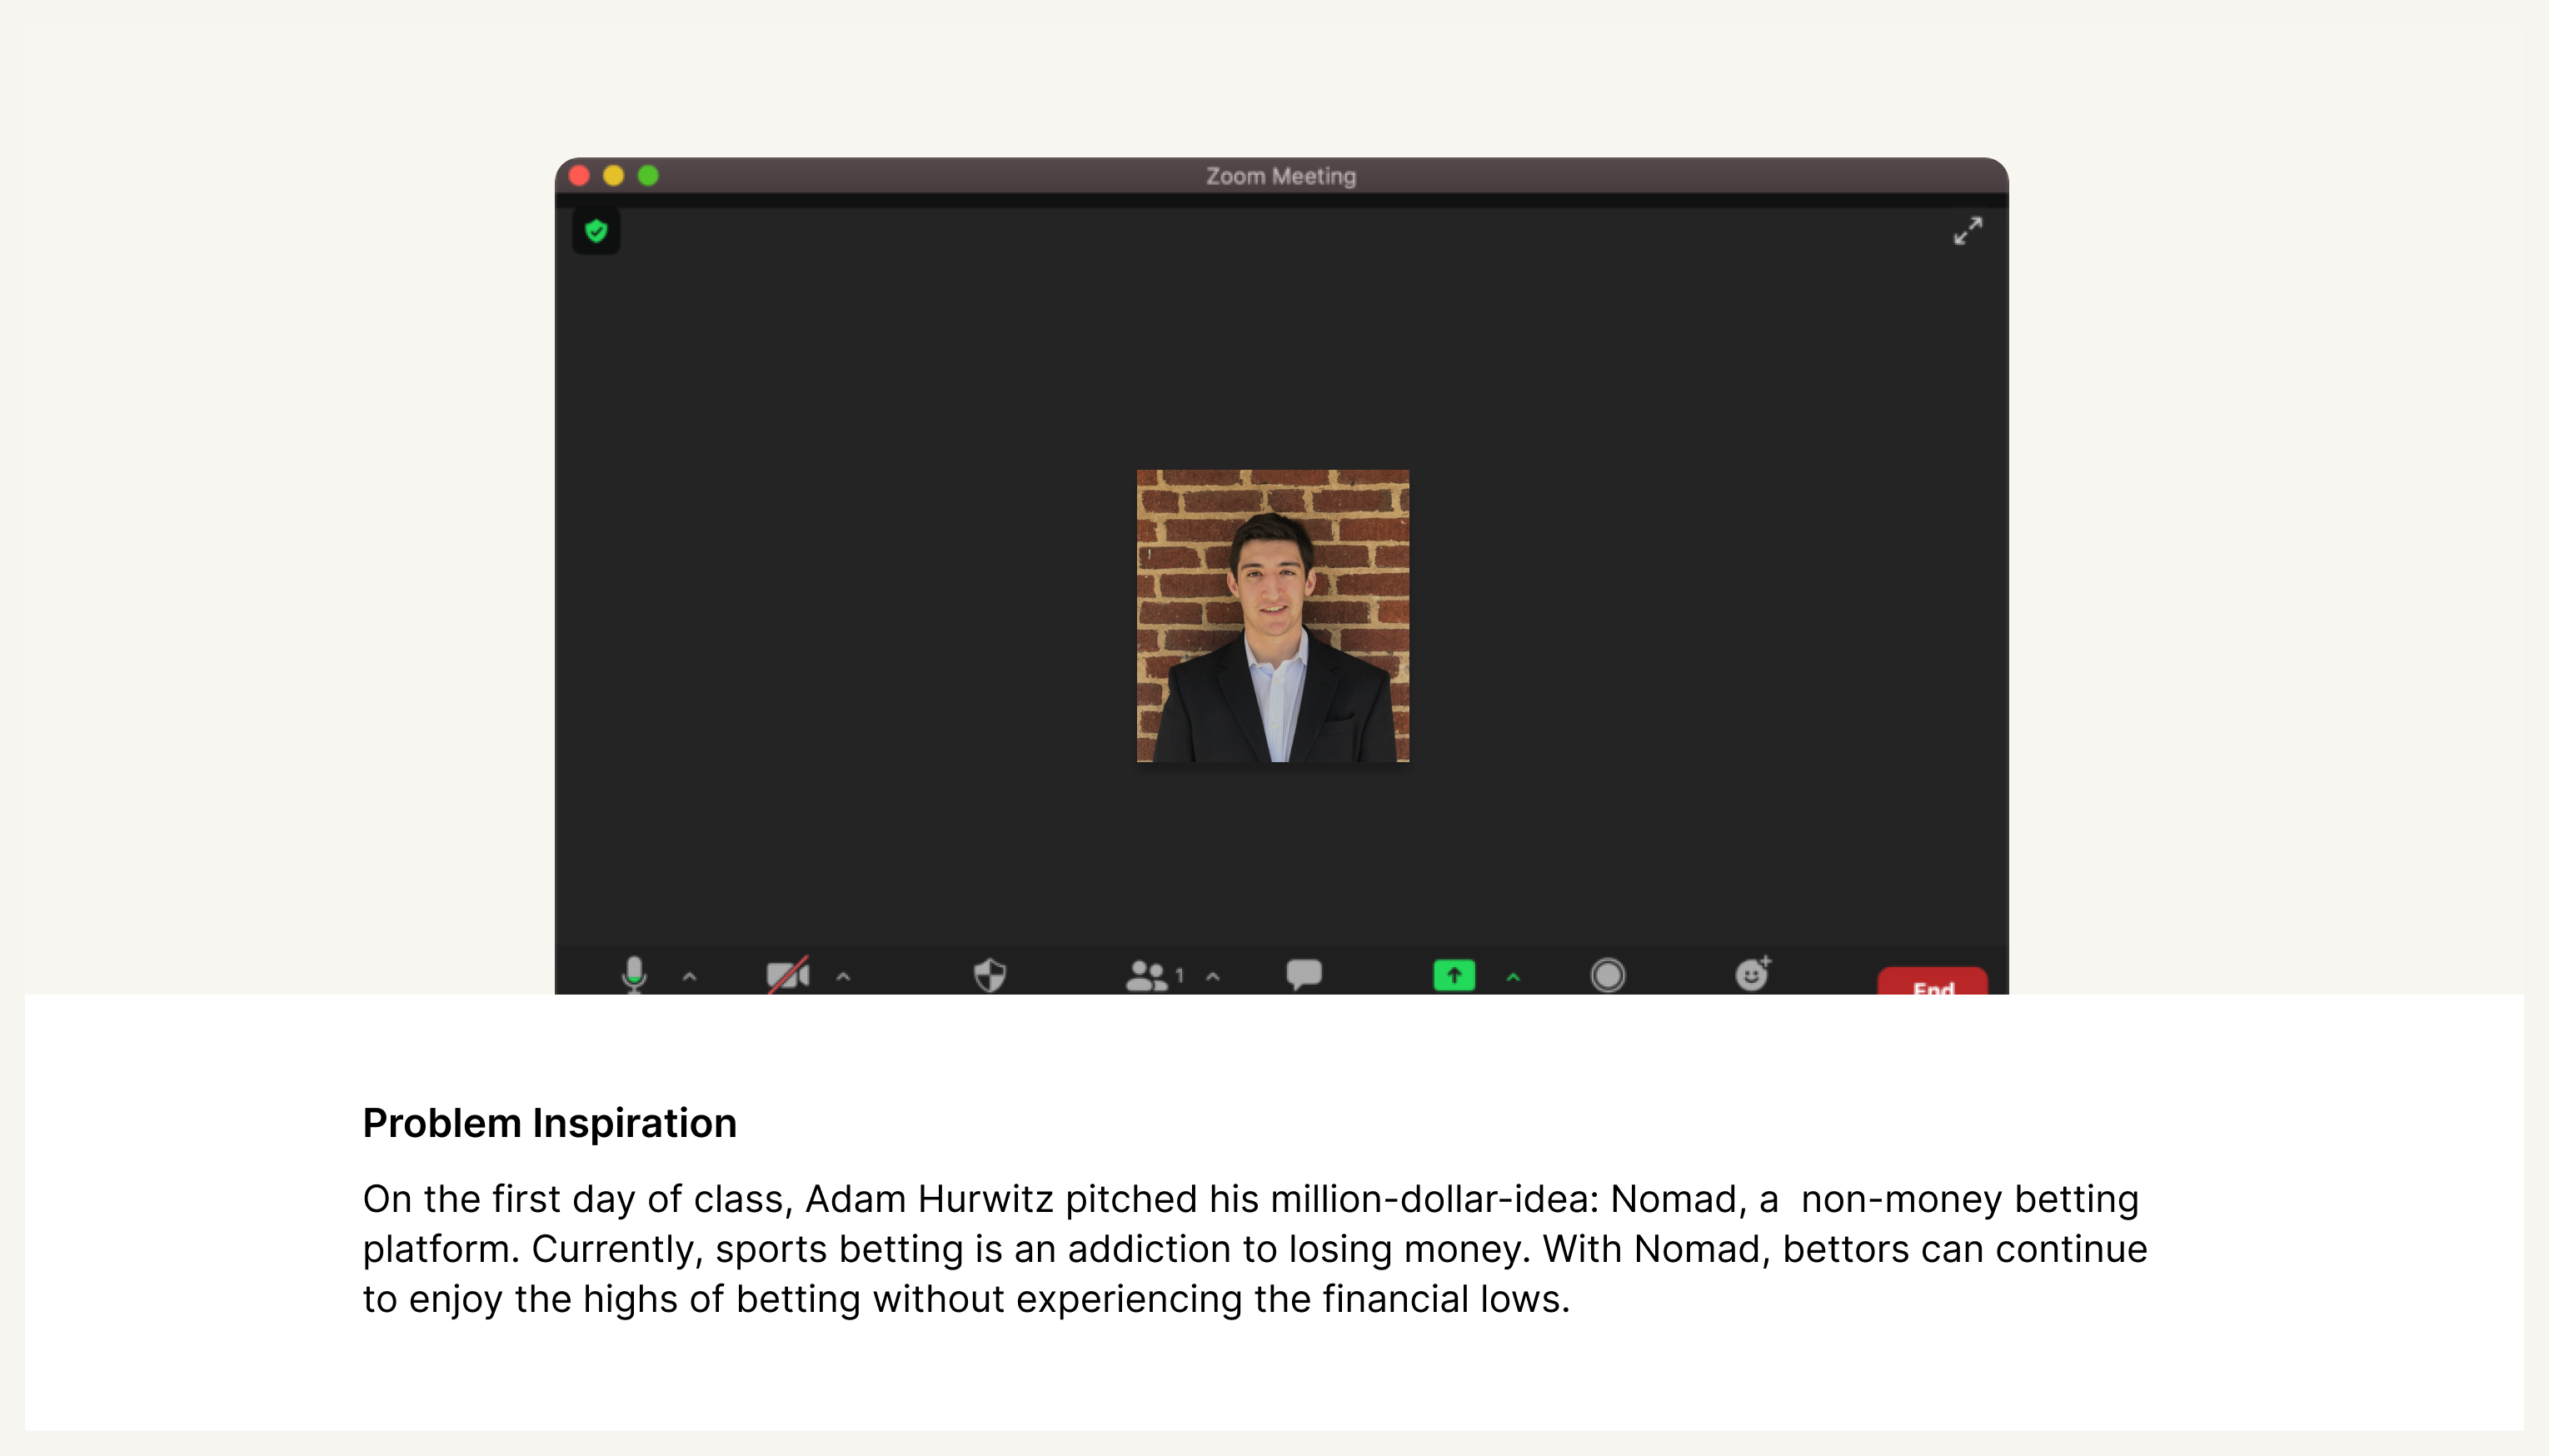 Zoom Meeting
1
End
Problem Inspiration
On the first day of class, Adam Hurwitz pitched his million-dollar-idea: Nomad, a  non-money betting
platform. Currently, sports betting is an addiction to losing money. With Nomad, bettors can continue
to enjoy the highs of betting without experiencing the financial lows.